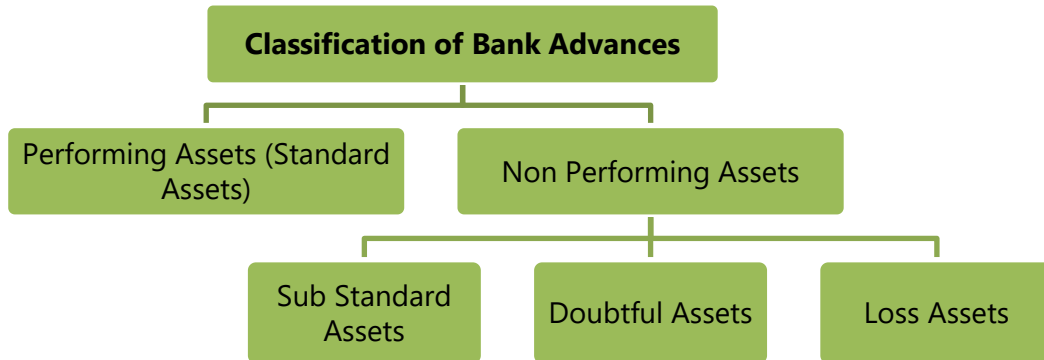 Classification of Bank Advances
Performing Assets (Standard
Assets)
Non Performing Assets
Sub Standard
Assets
Doubtful Assets
Loss Assets